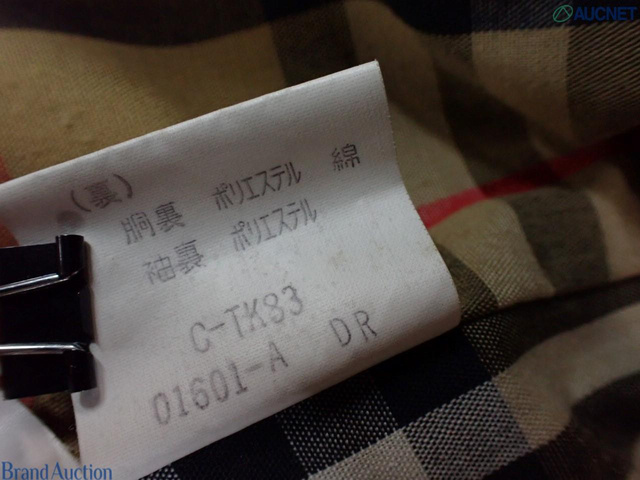 AUCNET
(裏)
胴裏 ポリエステル 綿
袖裏 ポリエステル
C-TK83
01601-A DR
Brand Auction